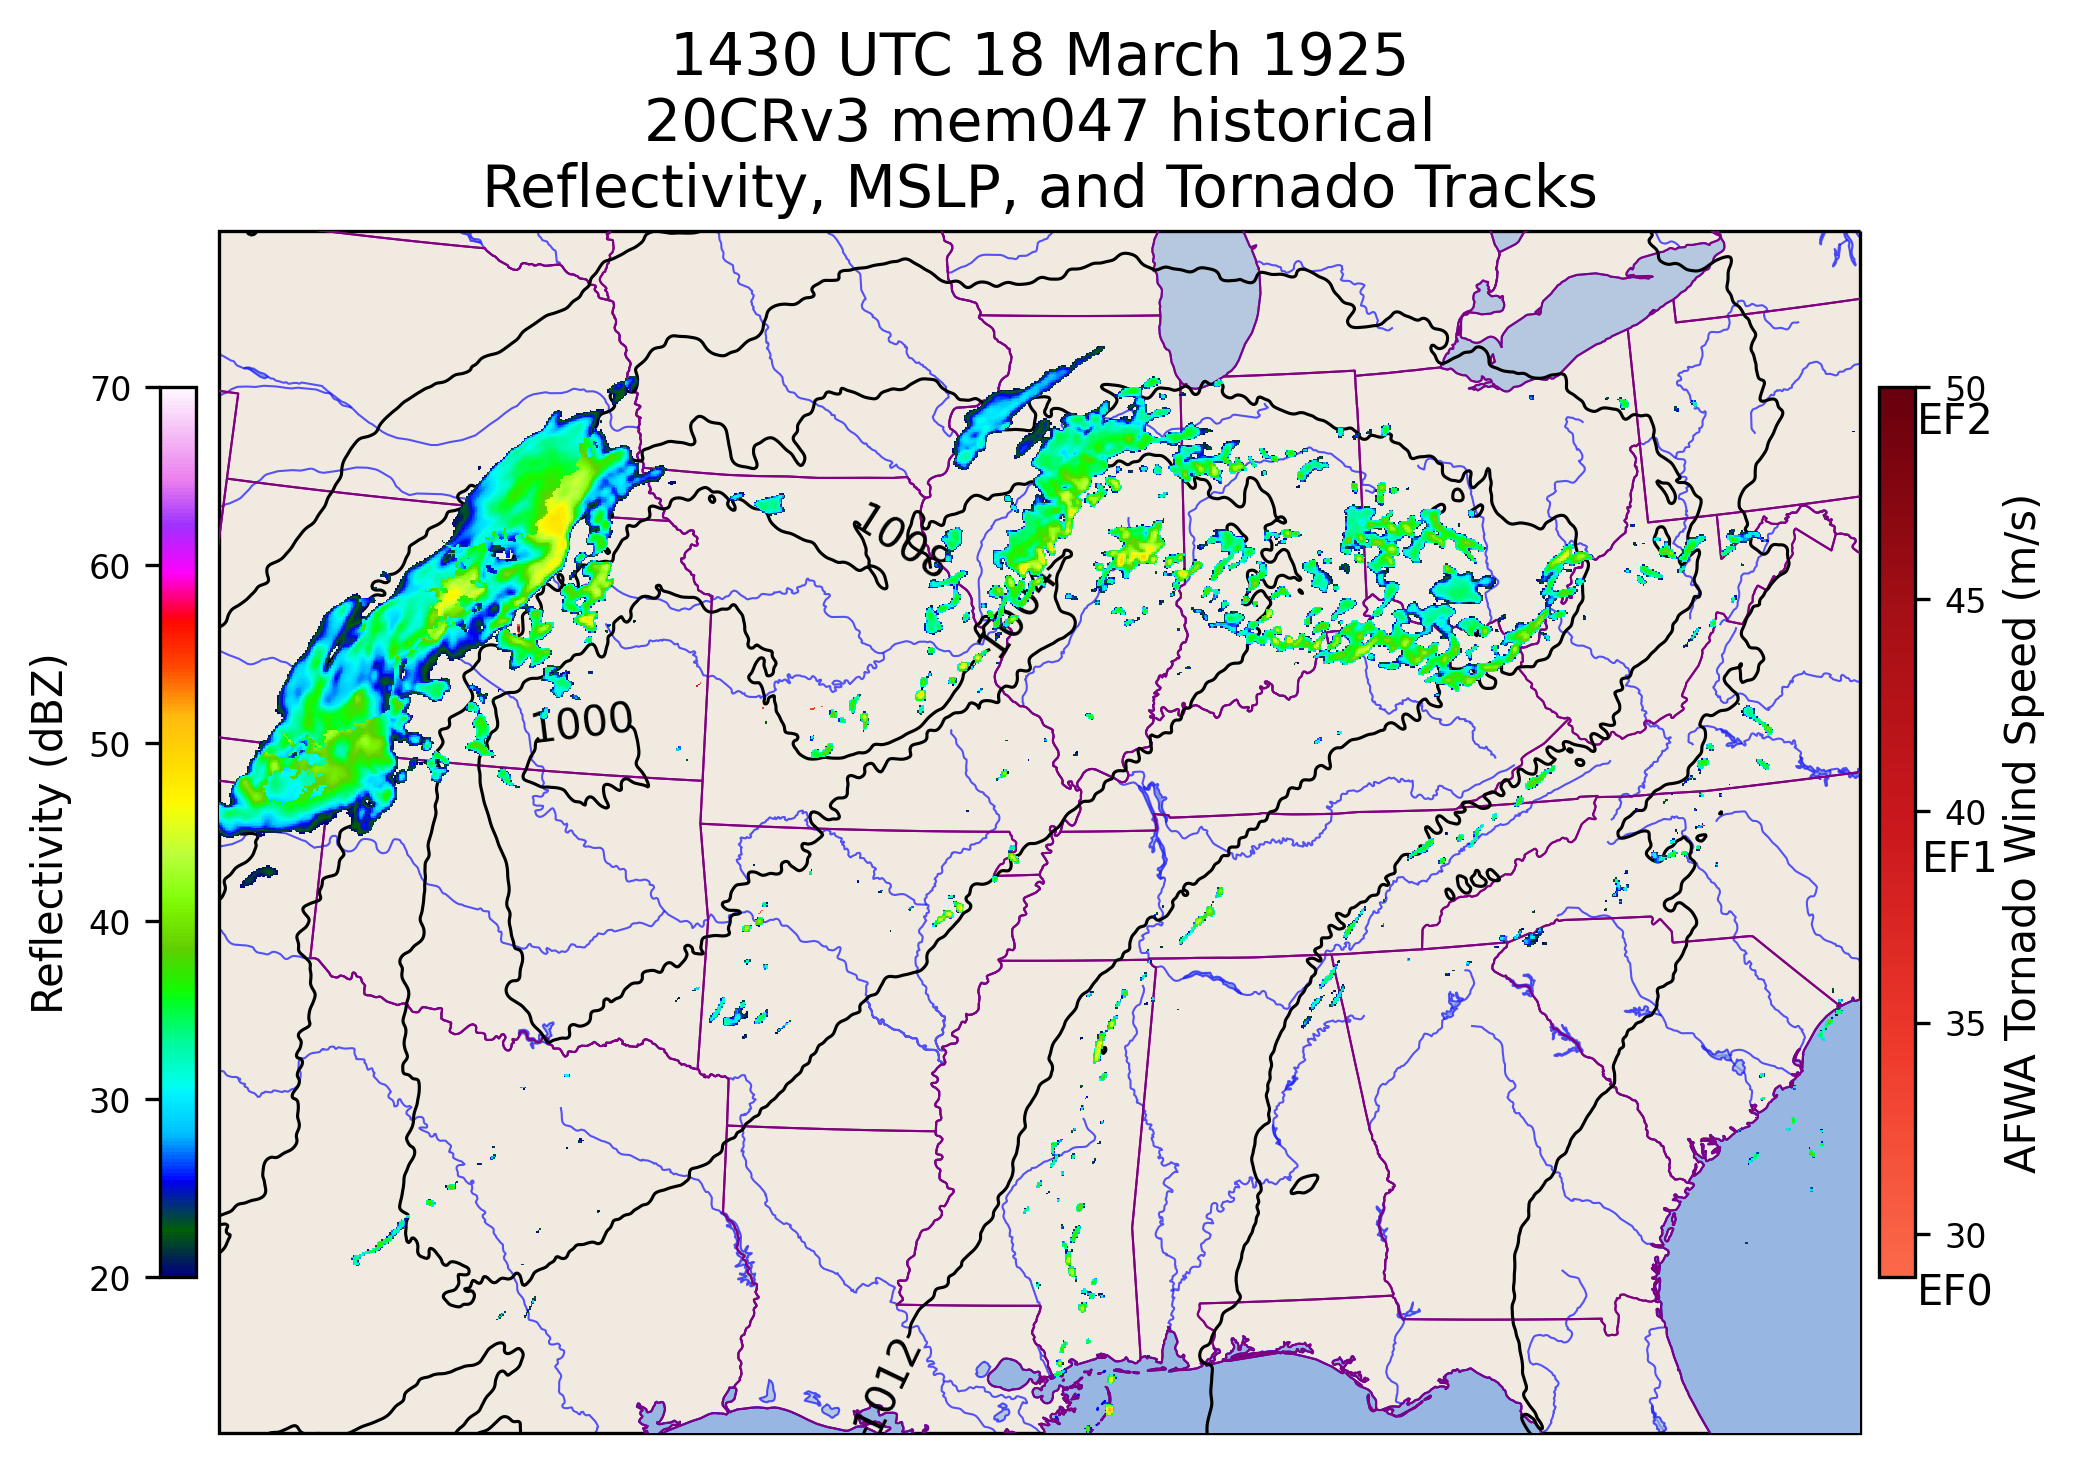 1430 UTC 18 March 1925
20CRv3 mem047 historical
Reflectivity, MSLP, and Tornado Tracks
Reflectivity (dBZ)
70
60
50
40
30
20
1008
1004
1000
1012
50
EF2
45
40
EF1
35
30
EF0
AFWA Tornado Wind Speed (m/s)